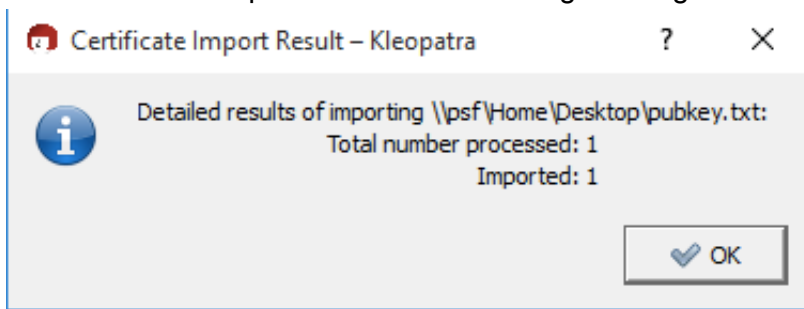 Certificate Import Result – Kleopatra ?
Detailed results of importing \\psf\Home\Desktop\pubkey.txt:
Total number processed: 1
Imported: 1
OK